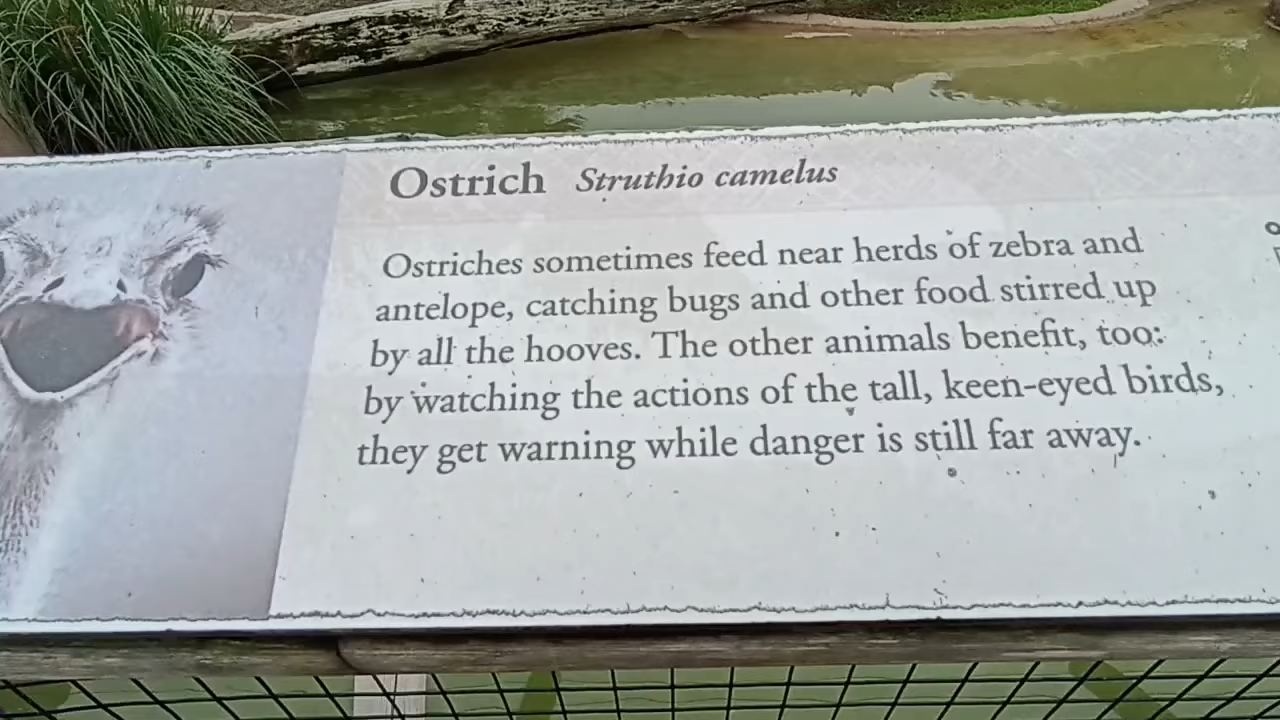 Ostrich Struthio camelus
Ostriches sometimes feed near herds of zebra and
antelope, catching bugs and other food stirred up
by all the hooves. The other animals benefit, too:
by watching the actions of the tall, keen-eyed birds,
they get warning while danger is still far away.